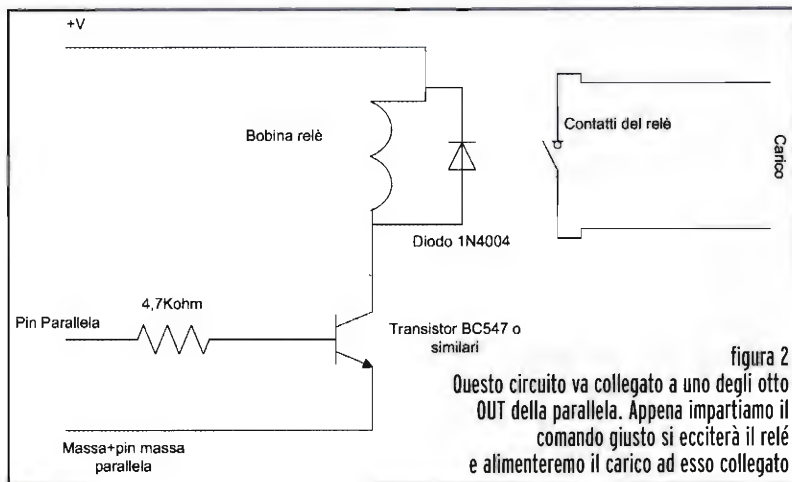 +V
Bobina relè
Contatti del relè
Carico
Diodo 1N4004
4,7Kohm
Pin Parallela
Transistor BC547 o
similari
Massa+pin massa
parallela
figura 2
Questo circuito va collegato a uno degli otto
OUT della parallela. Appena impartiamo il
comando giusto si ecciterà il relé
e alimenteremo il carico ad esso collegato